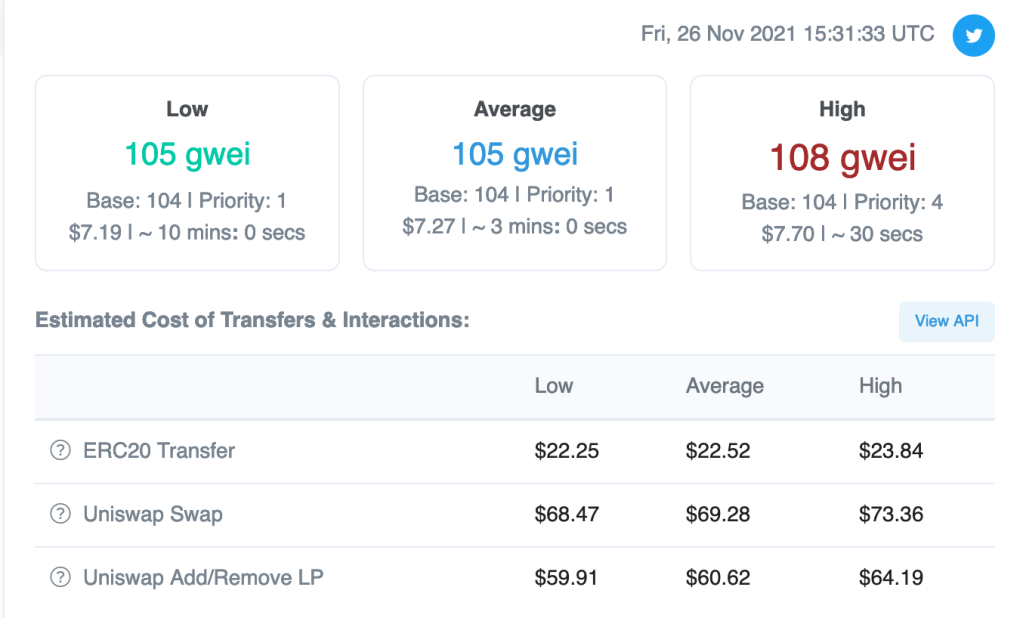 Fri, 26 Nov 2021 15:31:33 UTC
Low
105 gwei
Base: 104 | Priority: 1
$7.19 | ~ 10 mins: 0 secs
Average
105 gwei
Base: 104 | Priority: 1
$7.27 | ~ 3 mins: 0 secs
High
108 gwei
Base: 104 | Priority: 4
$7.70 | ~ 30 secs
Estimated Cost of Transfers & Interactions:
View API
Low Average High
? ERC20 Transfer $22.25 $22.52 $23.84
? Uniswap Swap $68.47 $69.28 $73.36
? Uniswap Add/Remove LP $59.91 $60.62 $64.19